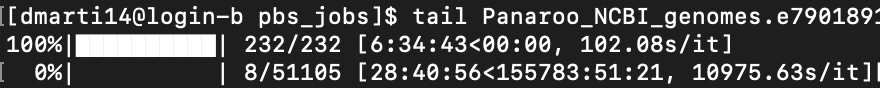 [[dmarti14@login-b pbs_jobs]$ tail Panaroo_NCBI_genomes.e7901891
100%|██████████| 232/232 [6:34:43<00:00, 102.08s/it]
[  0%|          | 8/51105 [28:40:56<155783:51:21, 10975.63s/it]